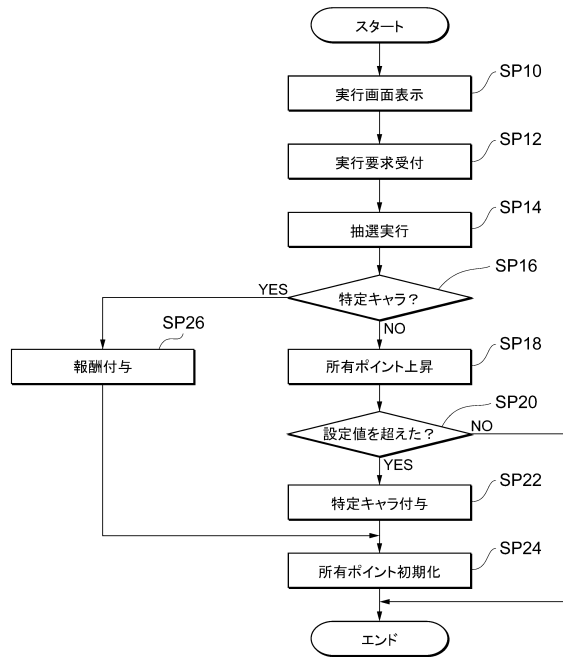 スタート
実行画面表示
SP10
実行要求受付
SP12
抽選実行
SP14
特定キャラ？
SP16
YES
NO
報酬付与
SP26
所有ポイント上昇
SP18
設定値を超えた？
SP20
NO
YES
特定キャラ付与
SP22
所有ポイント初期化
SP24
エンド